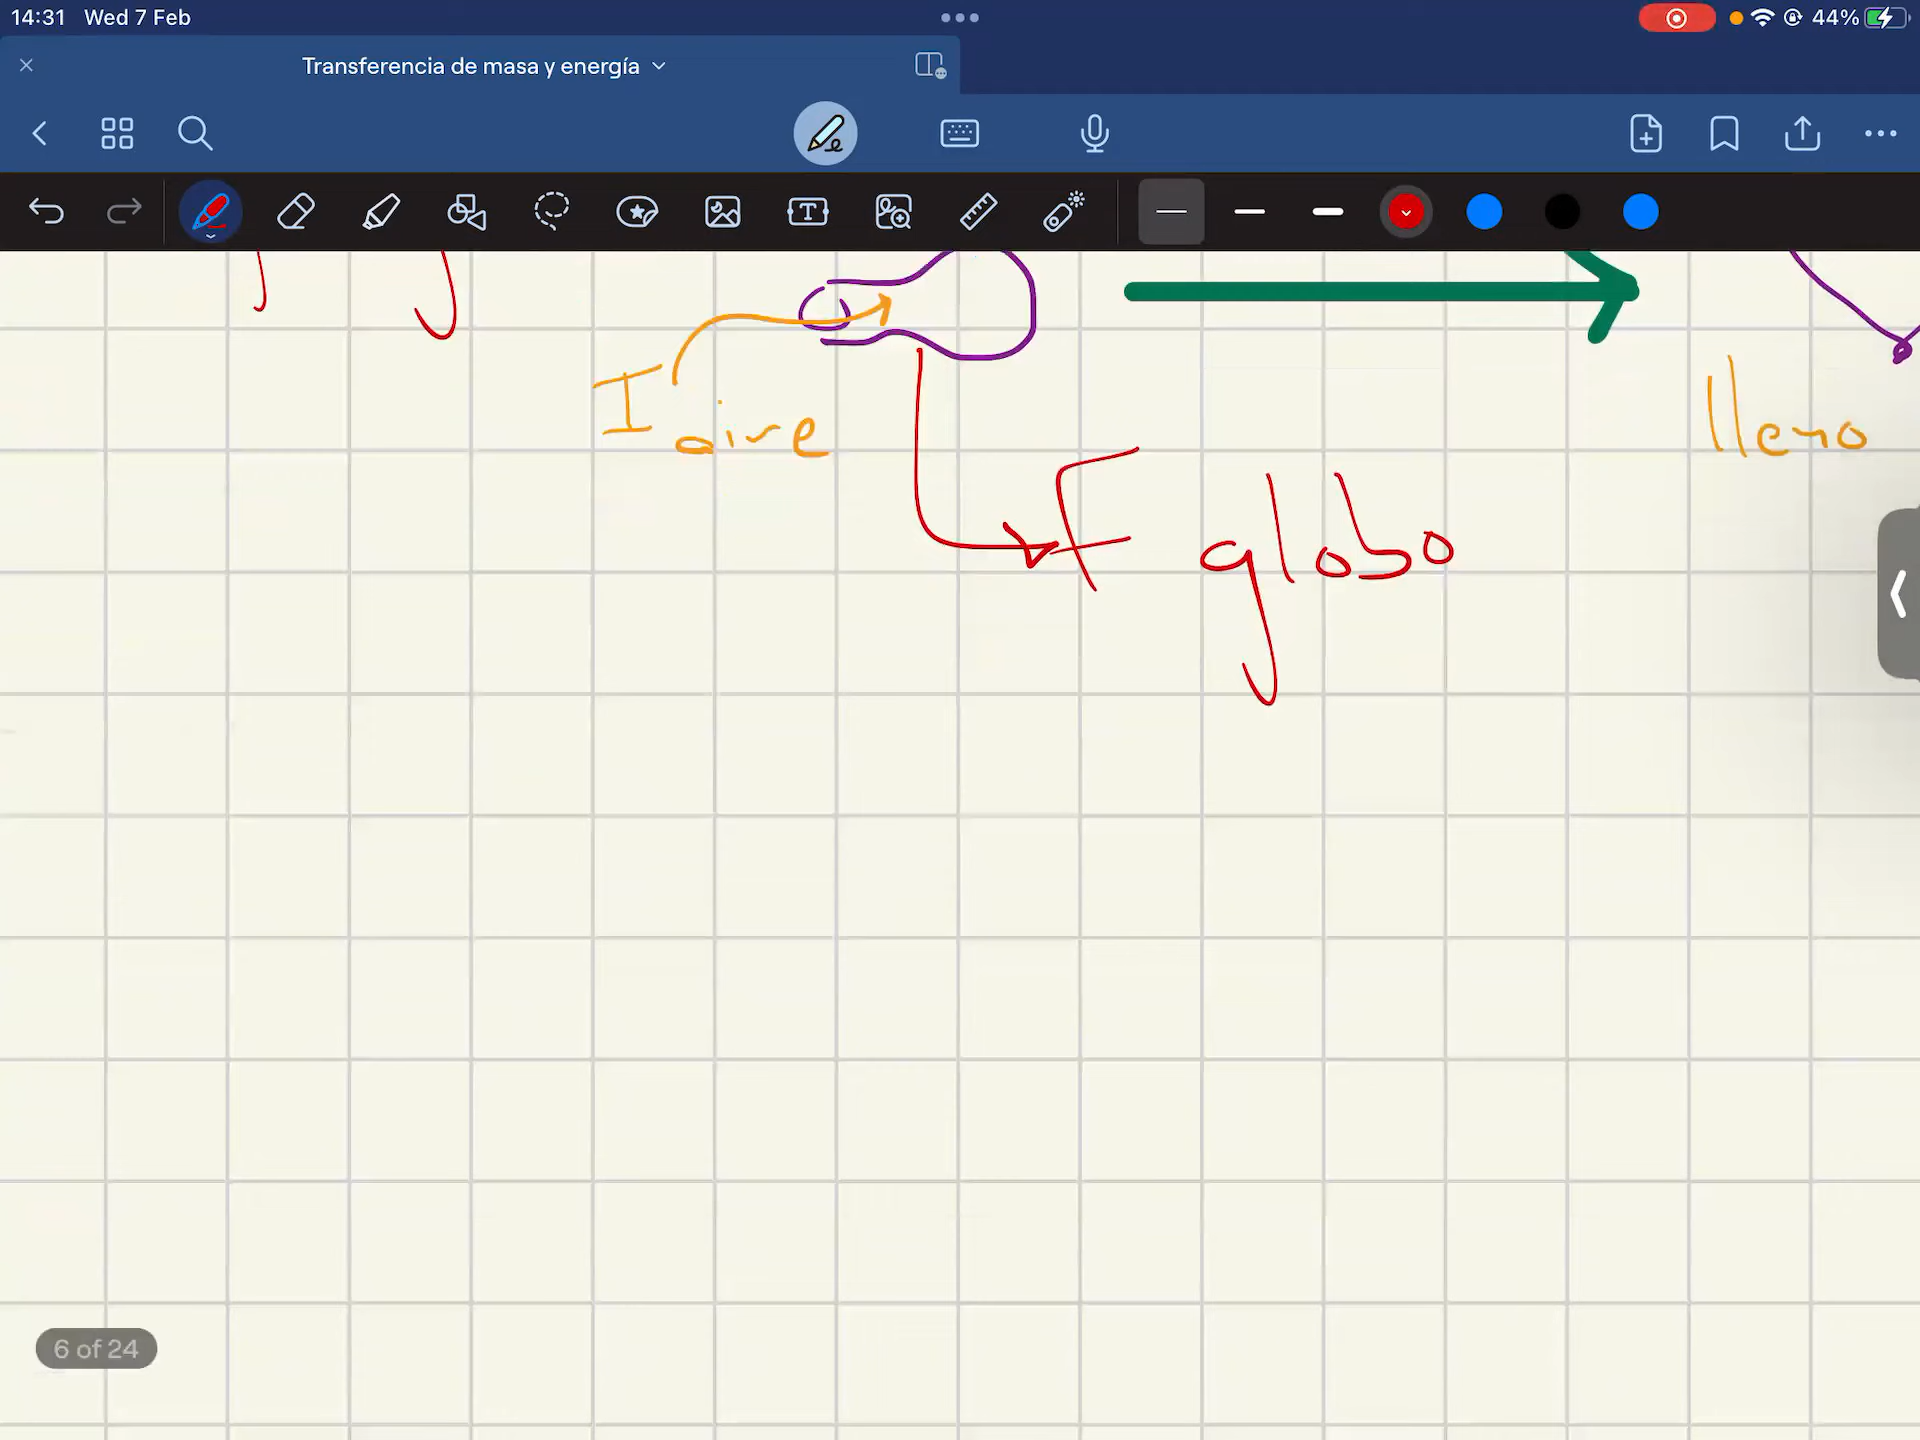 14:31 Wed 7 Feb 44%
Transferencia de masa y energía
I aire
lleno
F globo
6 of 24